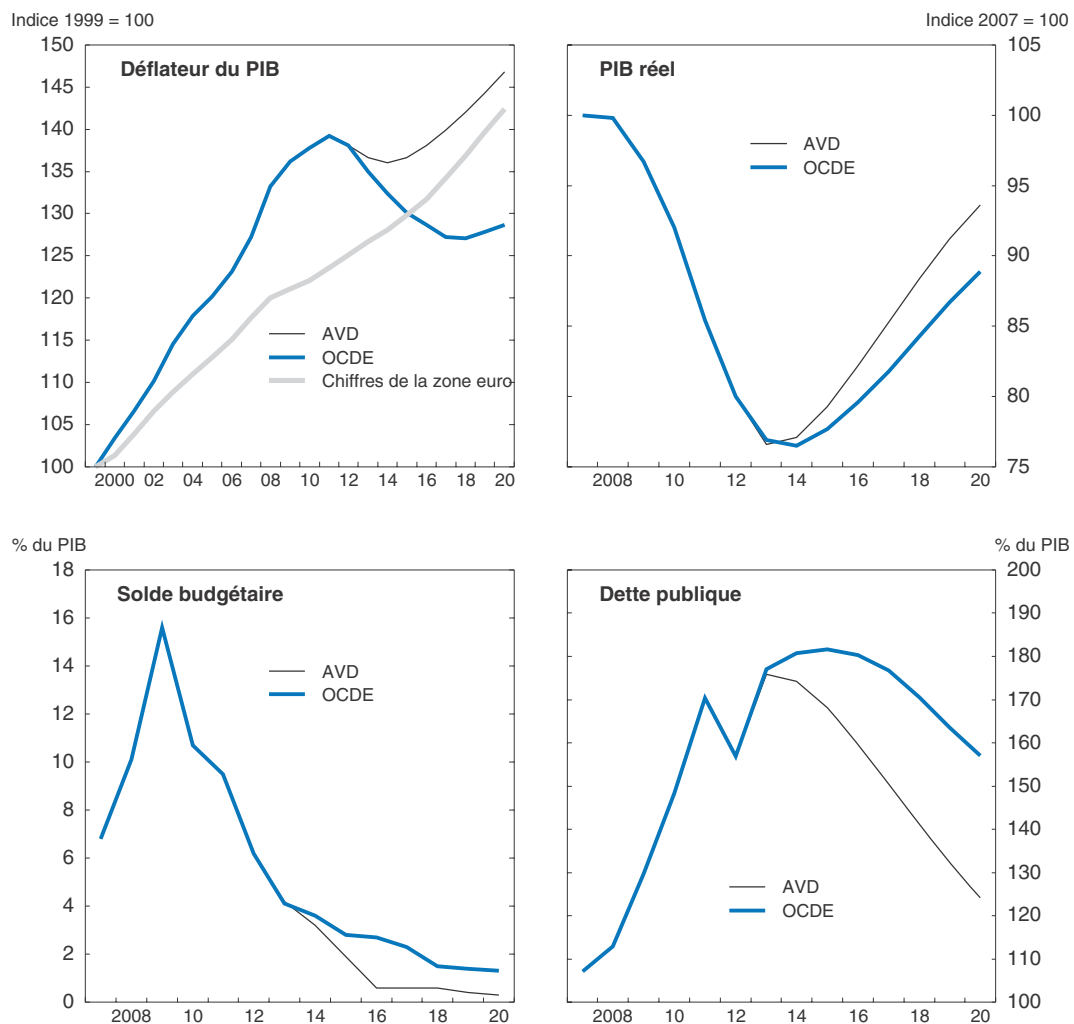 Indice 1999 = 100
Indice 2007 = 100
Déflateur du PIB
150
145
140
135
130
125
120
115
110
105
100
AVD
OCDE
Chiffres de la zone euro
2000 02 04 06 08 10 12 14 16 18 20
PIB réel
105
100
95
90
85
80
75
AVD
OCDE
2008 10 12 14 16 18 20
% du PIB
% du PIB
Solde budgétaire
18
16
14
12
10
8
6
4
2
0
AVD
OCDE
2008 10 12 14 16 18 20
Dette publique
200
190
180
170
160
150
140
130
120
110
100
AVD
OCDE
2008 10 12 14 16 18 20